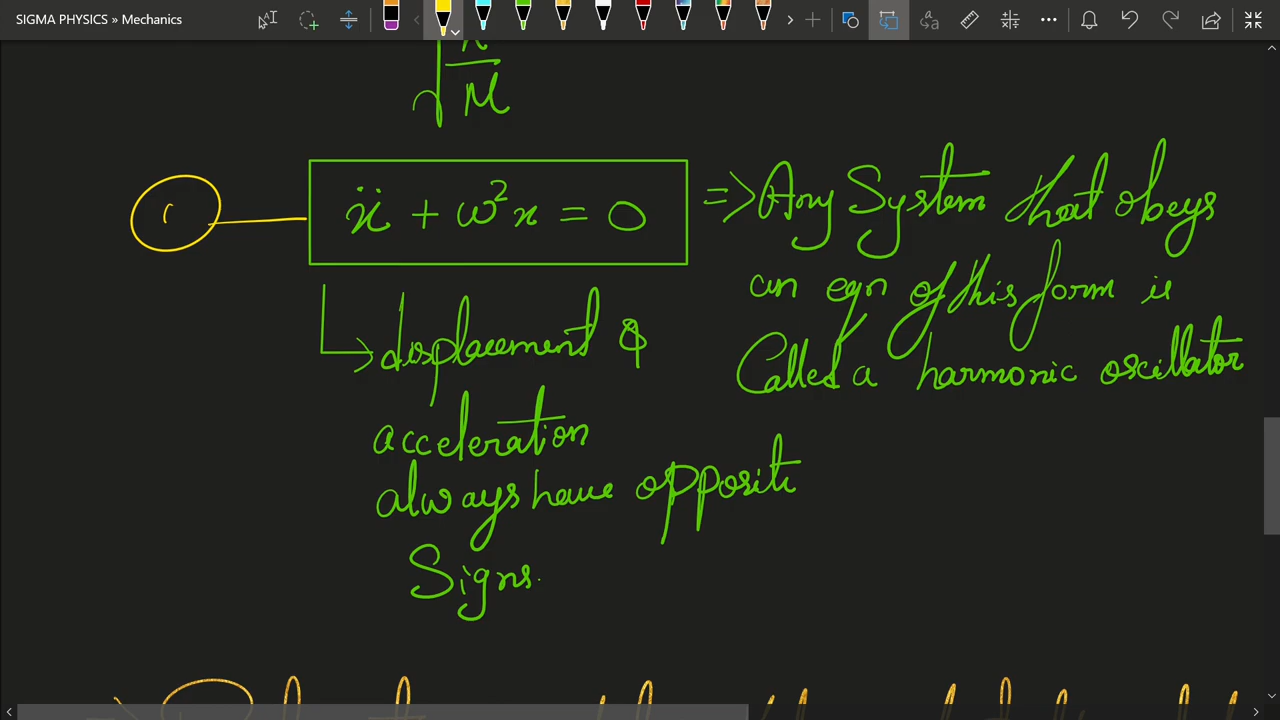 SIGMA PHYSICS » Mechanics
M
1
ẍ + ω²x = 0 => Any System that obeys
an eqn of this form is
Called a harmonic oscillator
displacement &
acceleration
always have opposite
Signs.